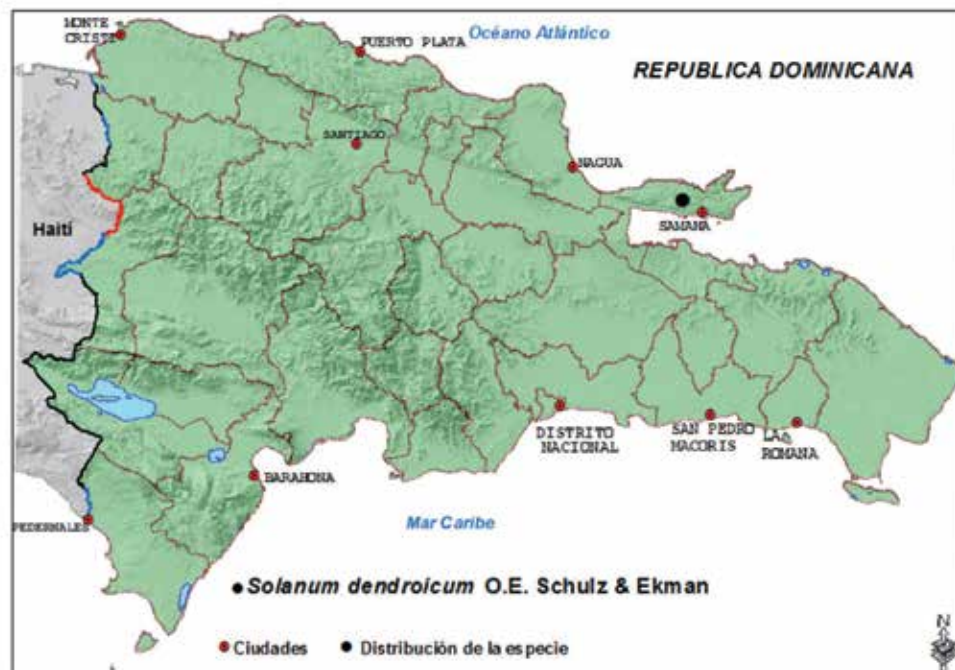 MONTE
CRISTI
PUERTO PLATA
Océano Atlántico
REPUBLICA DOMINICANA
SANTIAGO
NAGUA
Haití
SAMANA
DISTRITO
NACIONAL
SAN PEDRO
MACORIS
LA
ROMANA
BARAHONA
PEDERNALES
Mar Caribe
Solanum dendroicum O.E. Schulz & Ekman
Ciudades
Distribución de la especie
N